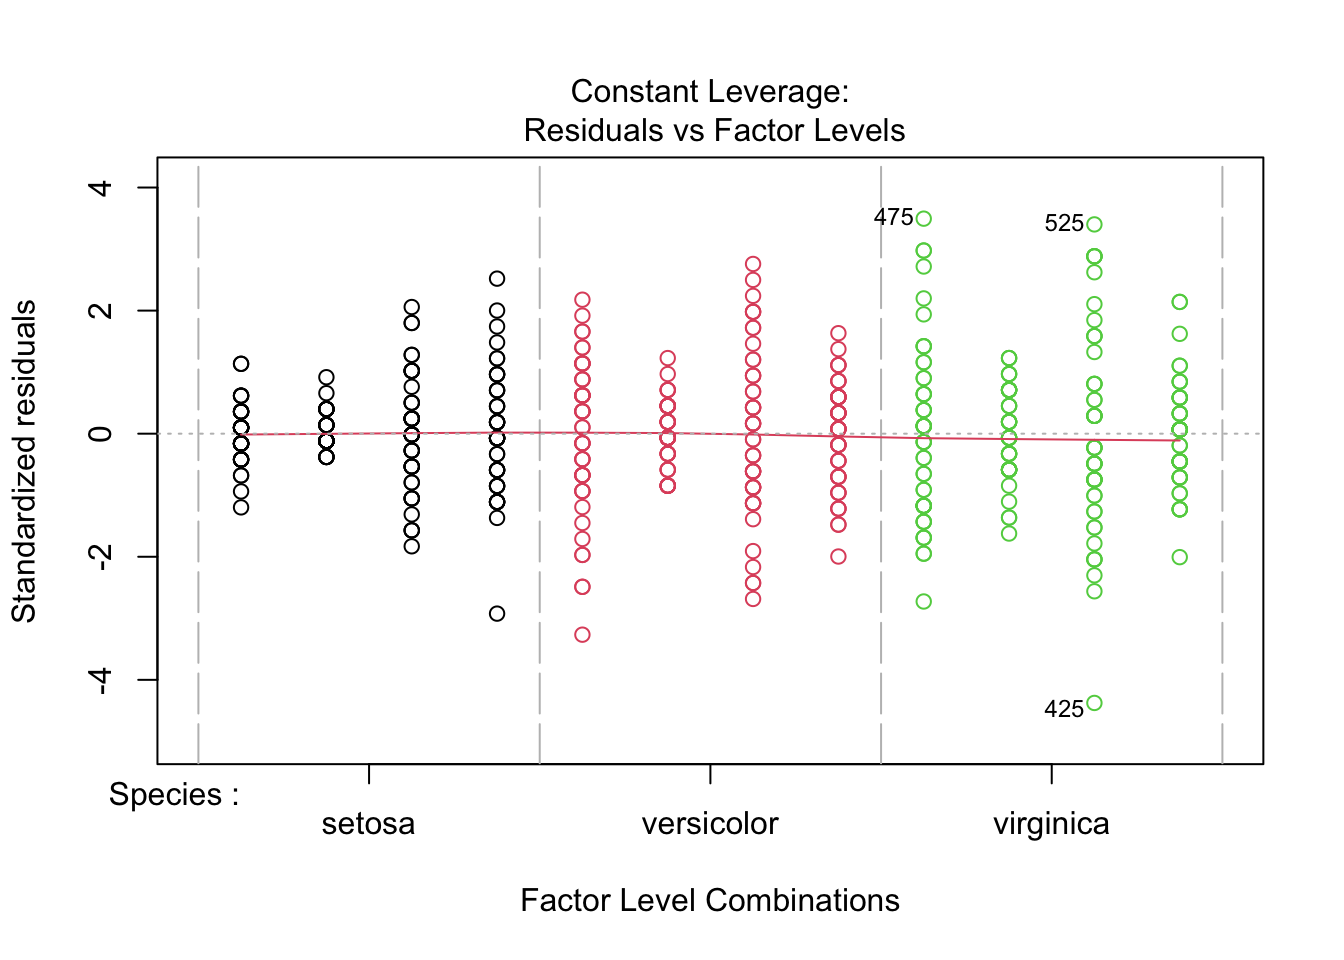 Constant Leverage:
Residuals vs Factor Levels
Standardized residuals
4
2
0
-2
-4
475
525
425
Species :
setosa versicolor virginica
Factor Level Combinations